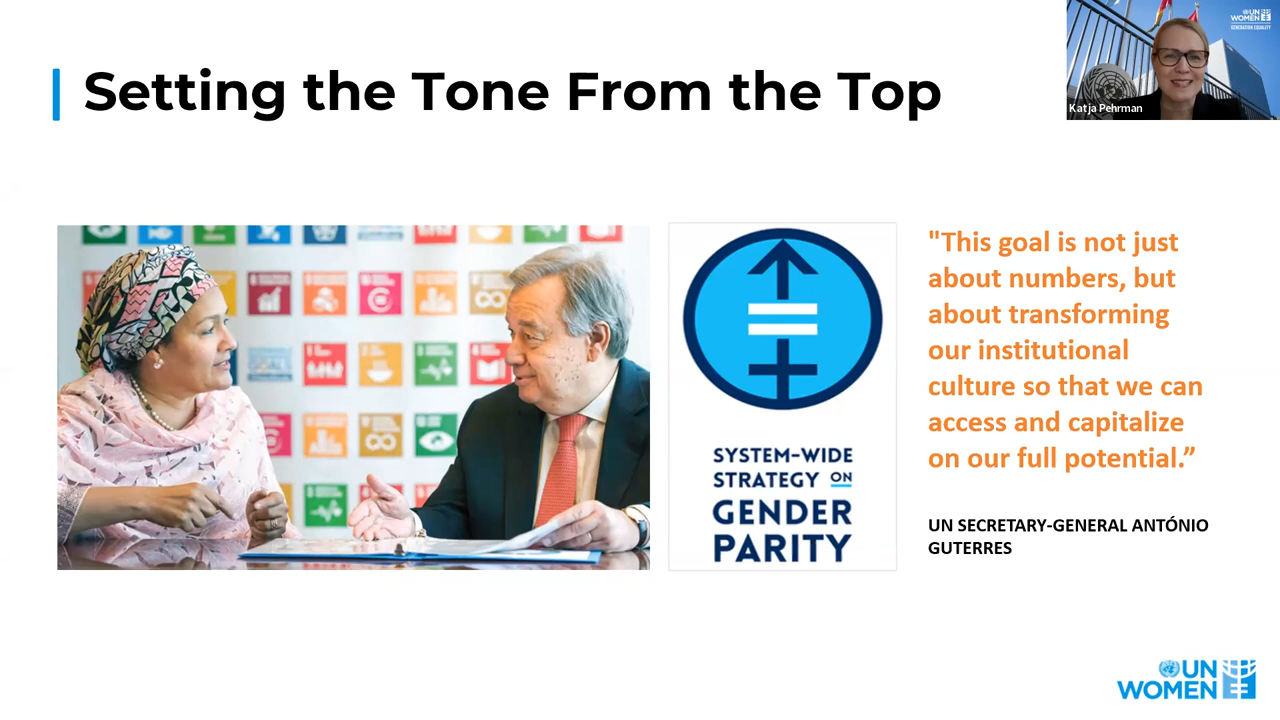 Setting the Tone From the Top
UN
WOMEN
GENERATION EQUALITY
Katja Pehrman
SYSTEM-WIDE
STRATEGY ON
GENDER
PARITY
"This goal is not just
about numbers, but
about transforming
our institutional
culture so that we can
access and capitalize
on our full potential.”
UN SECRETARY-GENERAL ANTÓNIO
GUTERRES
UN
WOMEN